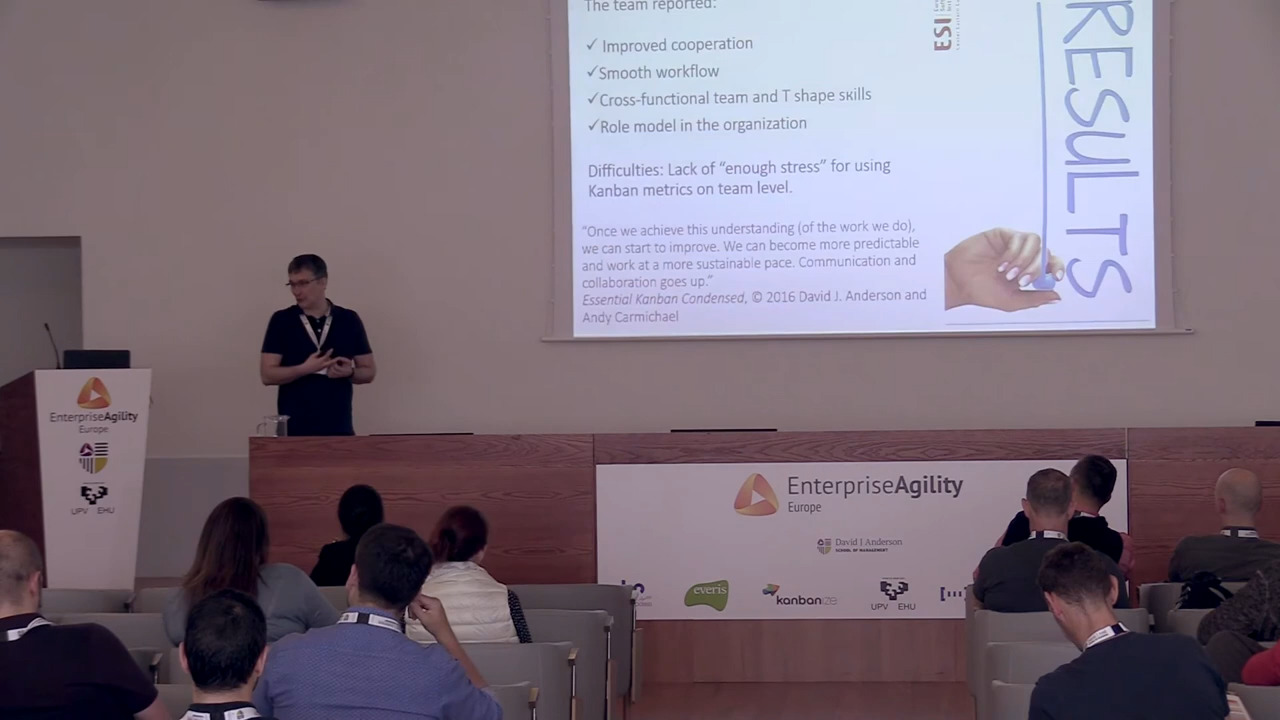 The team reported:
✓ Improved cooperation
✓Smooth workflow
✓Cross-functional team and T shape skills
✓Role model in the organization
Difficulties: Lack of “enough stress” for using
Kanban metrics on team level.
“Once we achieve this understanding (of the work we do),
we can start to improve. We can become more predictable
and work at a more sustainable pace. Communication and
collaboration goes up.”
Essential Kanban Condensed, © 2016 David J. Anderson and
Andy Carmichael
ESI
RESULTS
EnterpriseAgility
Europe
UPV EHU
EnterpriseAgility
Europe
David J Anderson
SCHOOL OF MANAGEMENT
everis
kanbanize
UPV EHU